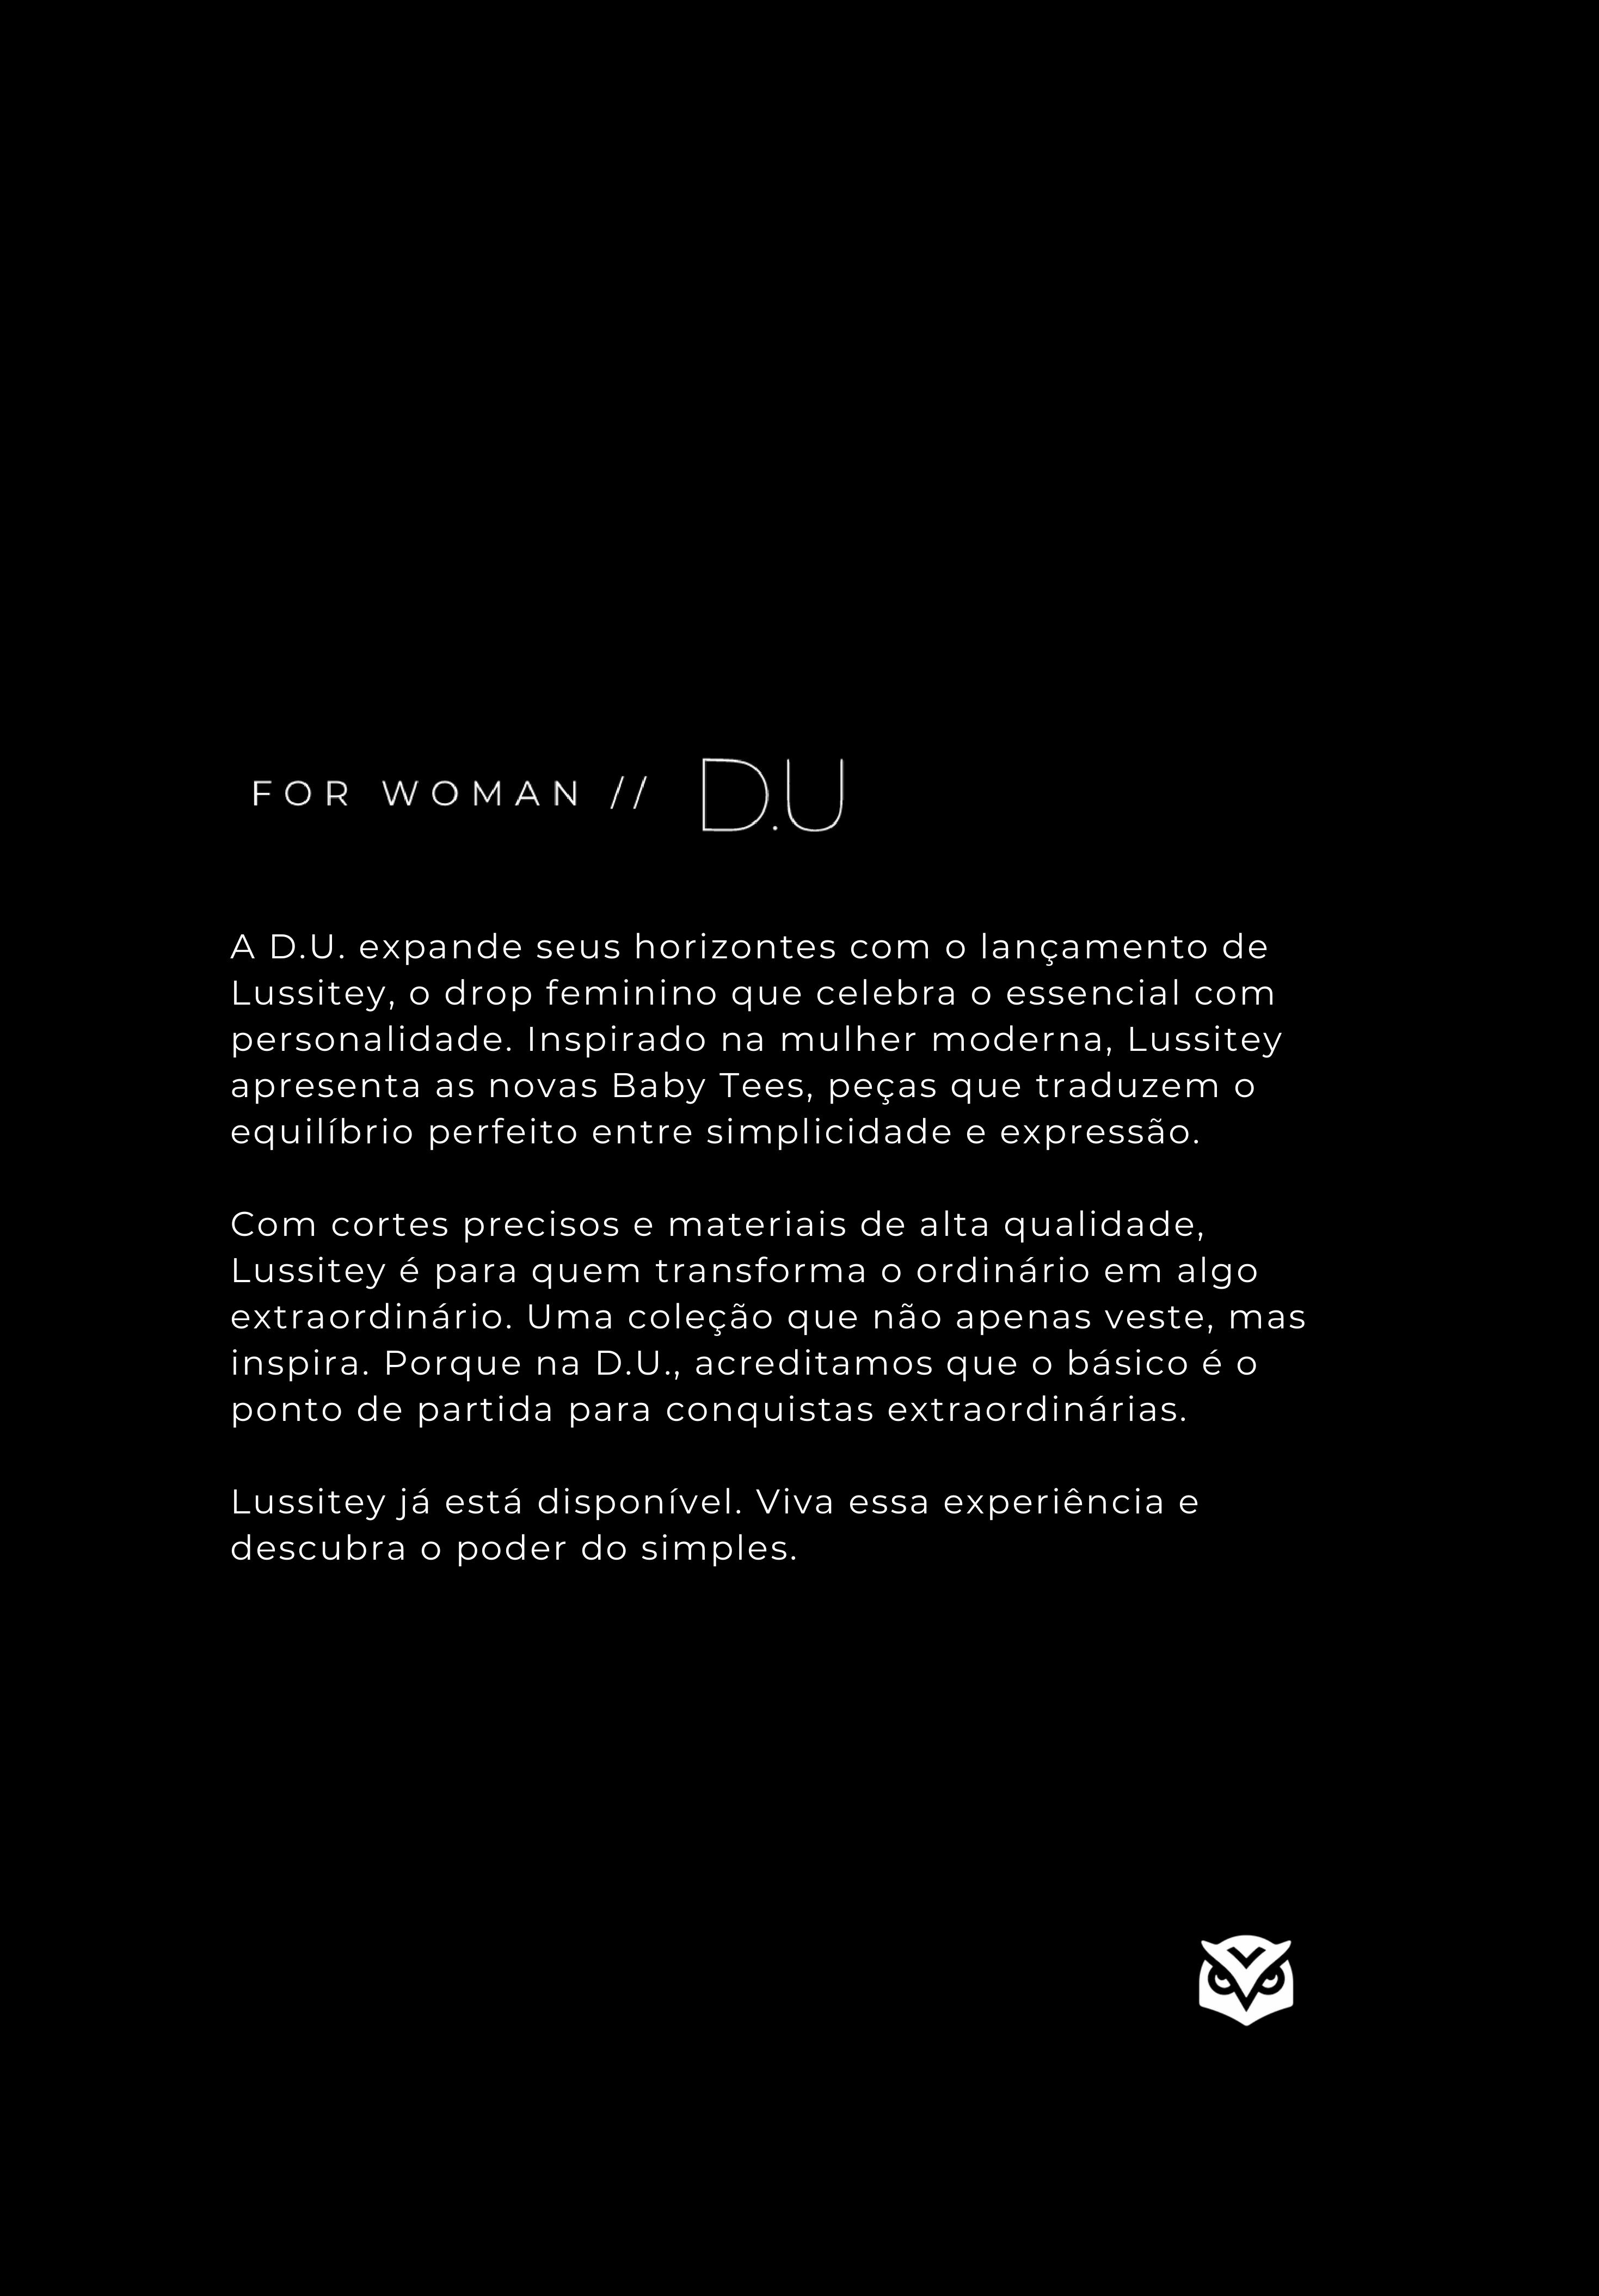 FOR WOMAN // D.U
A D.U. expande seus horizontes com o lançamento de
Lussitey, o drop feminino que celebra o essencial com
personalidade. Inspirado na mulher moderna, Lussitey
apresenta as novas Baby Tees, peças que traduzem o
equilíbrio perfeito entre simplicidade e expressão.
Com cortes precisos e materiais de alta qualidade,
Lussitey é para quem transforma o ordinário em algo
extraordinário. Uma coleção que não apenas veste, mas
inspira. Porque na D.U., acreditamos que o básico é o
ponto de partida para conquistas extraordinárias.
Lussitey já está disponível. Viva essa experiência e
descubra o poder do simples.